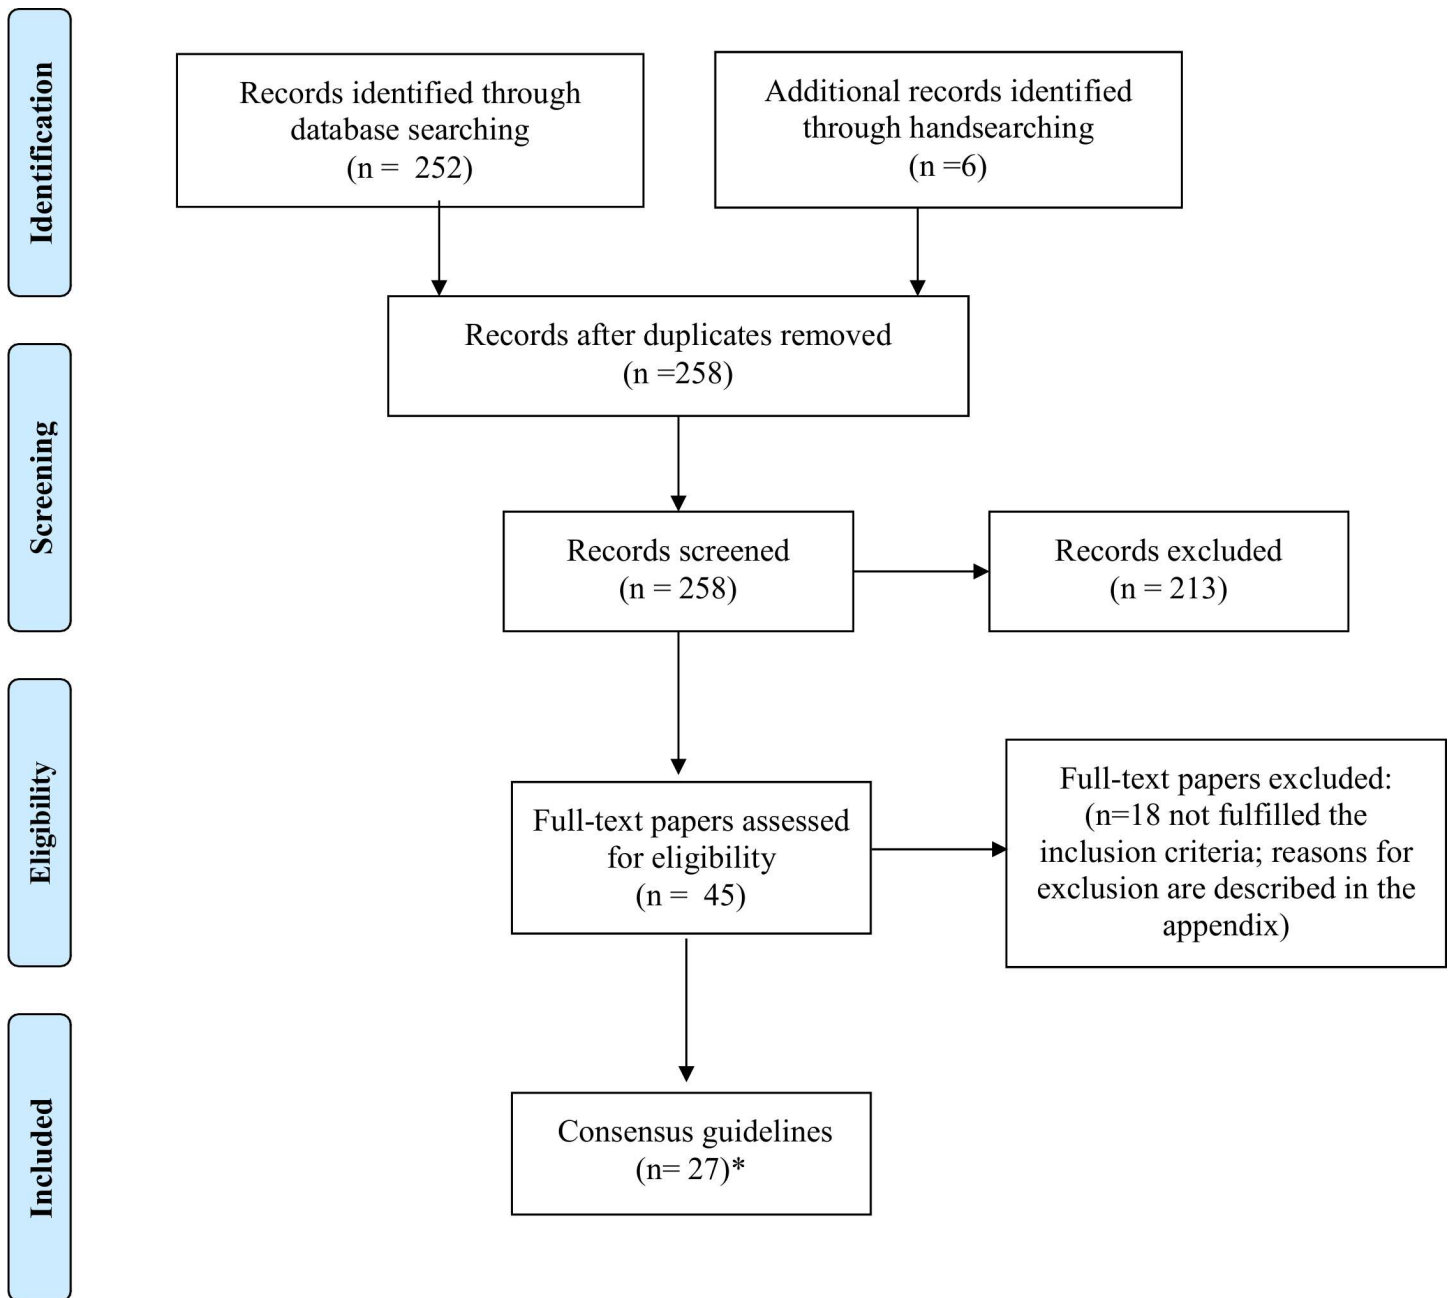 Identification
Records identified through
database searching
(n =  252)
Additional records identified
through handsearching
(n =6)
Records after duplicates removed
(n =258)
Screening
Records screened
(n = 258)
Records excluded
(n = 213)
Eligibility
Full-text papers assessed
for eligibility
(n =  45)
Full-text papers excluded:
(n=18 not fulfilled the
inclusion criteria; reasons for
exclusion are described in the
appendix)
Included
Consensus guidelines
(n= 27)*